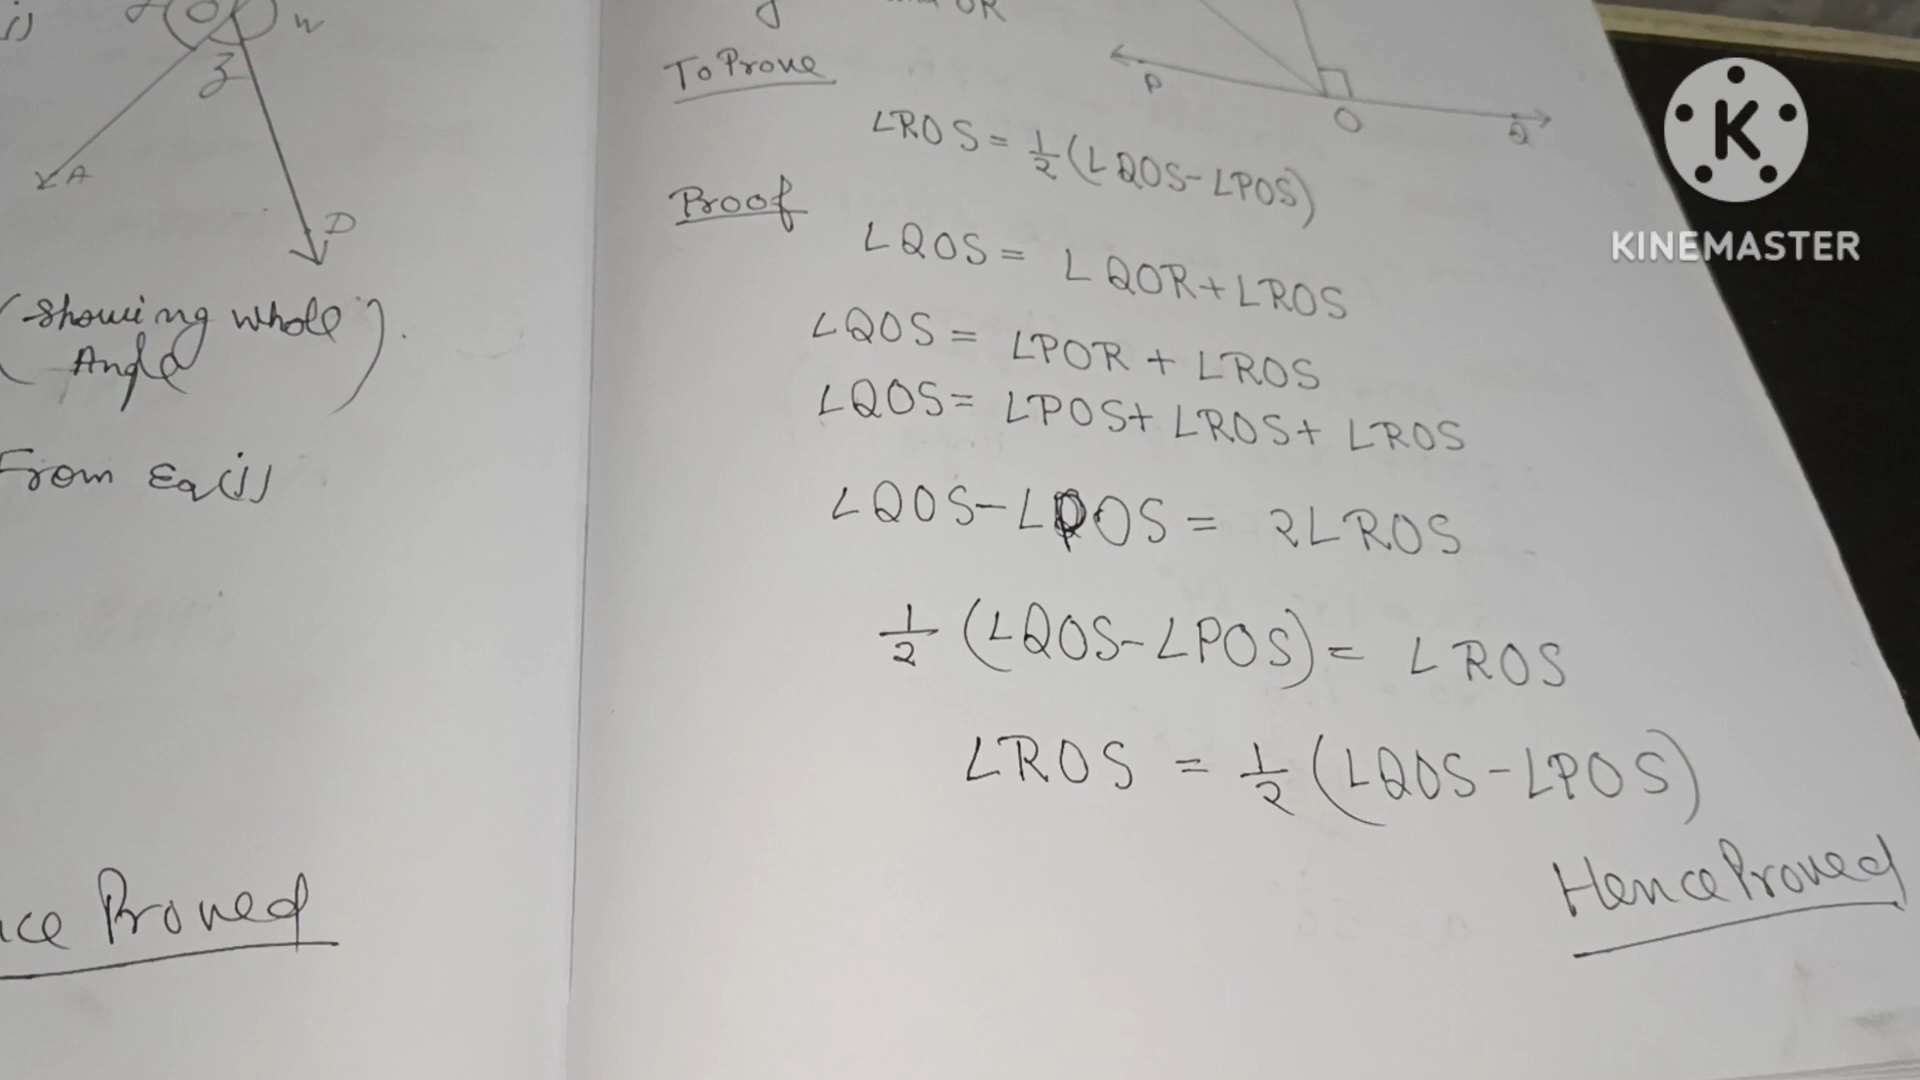 i)
W
z
A
D
(Showing whole
Angle)
From Eq (i)
Proved
OR
To Prove
P
O
Q
∠ROS = 1/2 (∠QOS - ∠POS)
Proof
∠QOS = ∠QOR + ∠ROS
∠QOS = ∠POR + ∠ROS
∠QOS = ∠POS + ∠ROS + ∠ROS
∠QOS - ∠POS = 2∠ROS
1/2 (∠QOS - ∠POS) = ∠ROS
∠ROS = 1/2 (∠QOS - ∠POS)
Hence Proved
K
KINEMASTER